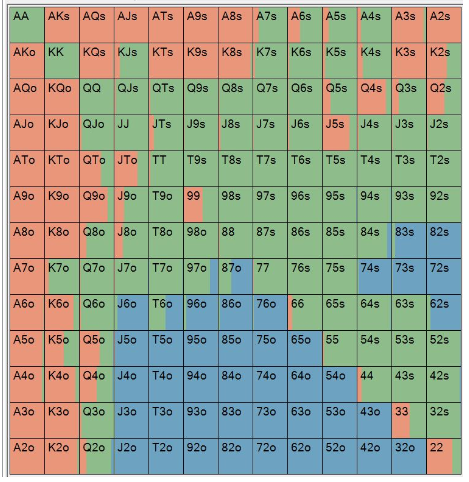 AA AKs AQs AJs ATs A9s A8s A7s A6s A5s A4s A3s A2s
AKo KK KQs KJs KTs K9s K8s K7s K6s K5s K4s K3s K2s
AQo KQo QQ QJs QTs Q9s Q8s Q7s Q6s Q5s Q4s Q3s Q2s
AJo KJo QJo JJ JTs J9s J8s J7s J6s J5s J4s J3s J2s
ATo KTo QTo JTo TT T9s T8s T7s T6s T5s T4s T3s T2s
A9o K9o Q9o J9o T9o 99 98s 97s 96s 95s 94s 93s 92s
A8o K8o Q8o J8o T8o 98o 88 87s 86s 85s 84s 83s 82s
A7o K7o Q7o J7o T7o 97o 87o 77 76s 75s 74s 73s 72s
A6o K6o Q6o J6o T6o 96o 86o 76o 66 65s 64s 63s 62s
A5o K5o Q5o J5o T5o 95o 85o 75o 65o 55 54s 53s 52s
A4o K4o Q4o J4o T4o 94o 84o 74o 64o 54o 44 43s 42s
A3o K3o Q3o J3o T3o 93o 83o 73o 63o 53o 43o 33 32s
A2o K2o Q2o J2o T2o 92o 82o 72o 62o 52o 42o 32o 22